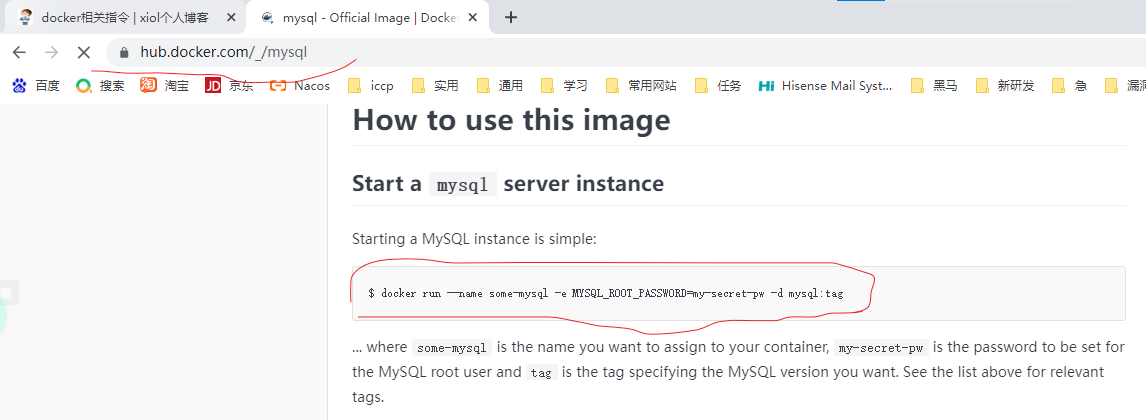 docker相关指令 | xiol个人博客
mysql - Official Image | Docker
hub.docker.com/_/mysql
百度 搜索 淘宝 京东 Nacos iccp 实用 通用 学习 常用网站 任务 Hisense Mail Syst... 黑马 新研发 急 漏洞
How to use this image
Start a mysql server instance
Starting a MySQL instance is simple:
$ docker run --name some-mysql -e MYSQL_ROOT_PASSWORD=my-secret-pw -d mysql:tag
... where some-mysql is the name you want to assign to your container, my-secret-pw is the password to be set for
the MySQL root user and tag is the tag specifying the MySQL version you want. See the list above for relevant
tags.